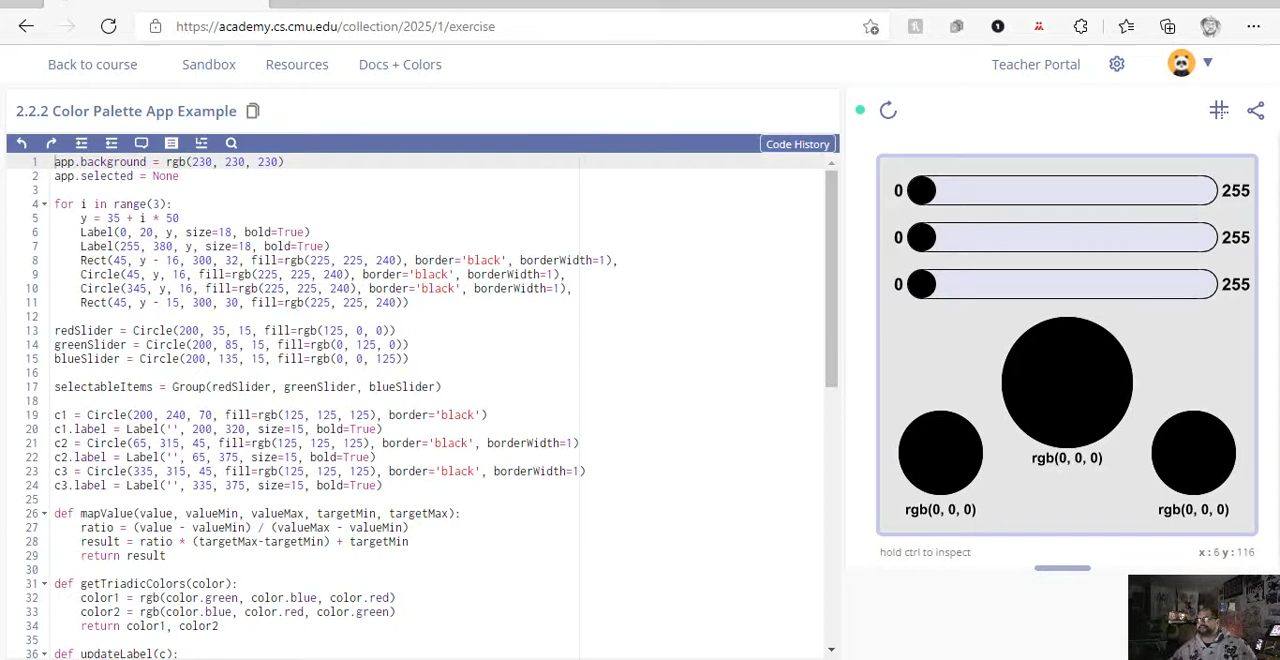 https://academy.cs.cmu.edu/collection/2025/1/exercise
Back to course Sandbox Resources Docs + Colors Teacher Portal
2.2.2 Color Palette App Example
Code History
1 app.background = rgb(230, 230, 230)
2 app.selected = None
3
4 for i in range(3):
5 y = 35 + i * 50
6 Label(0, 20, y, size=18, bold=True)
7 Label(255, 380, y, size=18, bold=True)
8 Rect(45, y - 16, 300, 32, fill=rgb(225, 225, 240), border='black', borderWidth=1),
9 Circle(45, y, 16, fill=rgb(225, 225, 240), border='black', borderWidth=1),
10 Circle(345, y, 16, fill=rgb(225, 225, 240), border='black', borderWidth=1),
11 Rect(45, y - 15, 300, 30, fill=rgb(225, 225, 240))
12
13 redSlider = Circle(200, 35, 15, fill=rgb(125, 0, 0))
14 greenSlider = Circle(200, 85, 15, fill=rgb(0, 125, 0))
15 blueSlider = Circle(200, 135, 15, fill=rgb(0, 0, 125))
16
17 selectableItems = Group(redSlider, greenSlider, blueSlider)
18
19 c1 = Circle(200, 240, 70, fill=rgb(125, 125, 125), border='black')
20 c1.label = Label('', 200, 320, size=15, bold=True)
21 c2 = Circle(65, 315, 45, fill=rgb(125, 125, 125), border='black', borderWidth=1)
22 c2.label = Label('', 65, 375, size=15, bold=True)
23 c3 = Circle(335, 315, 45, fill=rgb(125, 125, 125), border='black', borderWidth=1)
24 c3.label = Label('', 335, 375, size=15, bold=True)
25
26 def mapValue(value, valueMin, valueMax, targetMin, targetMax):
27 ratio = (value - valueMin) / (valueMax - valueMin)
28 result = ratio * (targetMax-targetMin) + targetMin
29 return result
30
31 def getTriadicColors(color):
32 color1 = rgb(color.green, color.blue, color.red)
33 color2 = rgb(color.blue, color.red, color.green)
34 return color1, color2
35
36 def updateLabel(c):
0 255
0 255
0 255
rgb(0, 0, 0)
rgb(0, 0, 0) rgb(0, 0, 0)
hold ctrl to inspect x : 6 y : 116